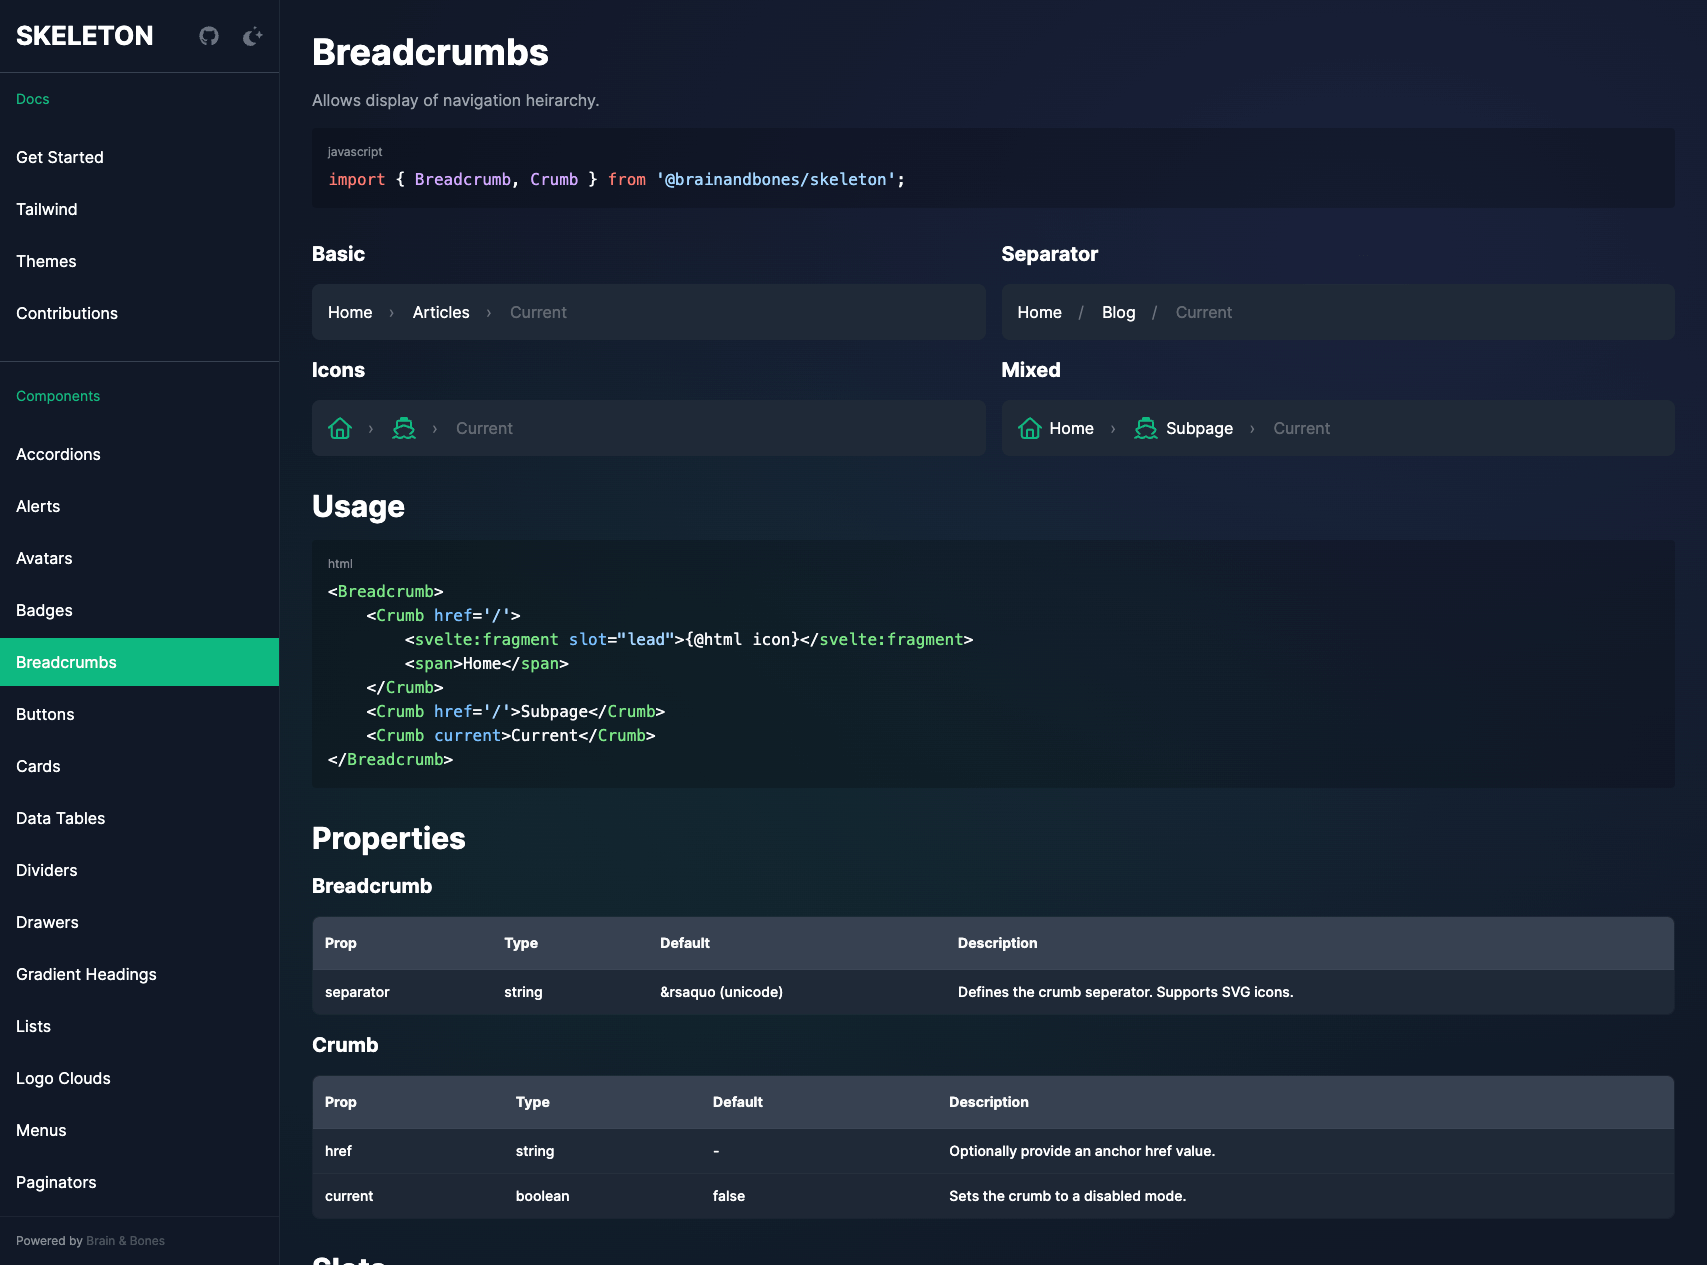 SKELETON
Docs
Get Started
Tailwind
Themes
Contributions
Components
Accordions
Alerts
Avatars
Badges
Breadcrumbs
Buttons
Cards
Data Tables
Dividers
Drawers
Gradient Headings
Lists
Logo Clouds
Menus
Paginators
Powered by Brain & Bones
Breadcrumbs
Allows display of navigation heirarchy.
javascript
import { Breadcrumb, Crumb } from '@brainandbones/skeleton';
Basic
Home › Articles › Current
Separator
Home / Blog / Current
Icons
› › Current
Mixed
Home › Subpage › Current
Usage
html
<Breadcrumb>
    <Crumb href='/'>
        <svelte:fragment slot="lead">{@html icon}</svelte:fragment>
        <span>Home</span>
    </Crumb>
    <Crumb href='/'>Subpage</Crumb>
    <Crumb current>Current</Crumb>
</Breadcrumb>
Properties
Breadcrumb
Prop Type Default Description
separator string &rsaquo (unicode) Defines the crumb seperator. Supports SVG icons.
Crumb
Prop Type Default Description
href string - Optionally provide an anchor href value.
current boolean false Sets the crumb to a disabled mode.